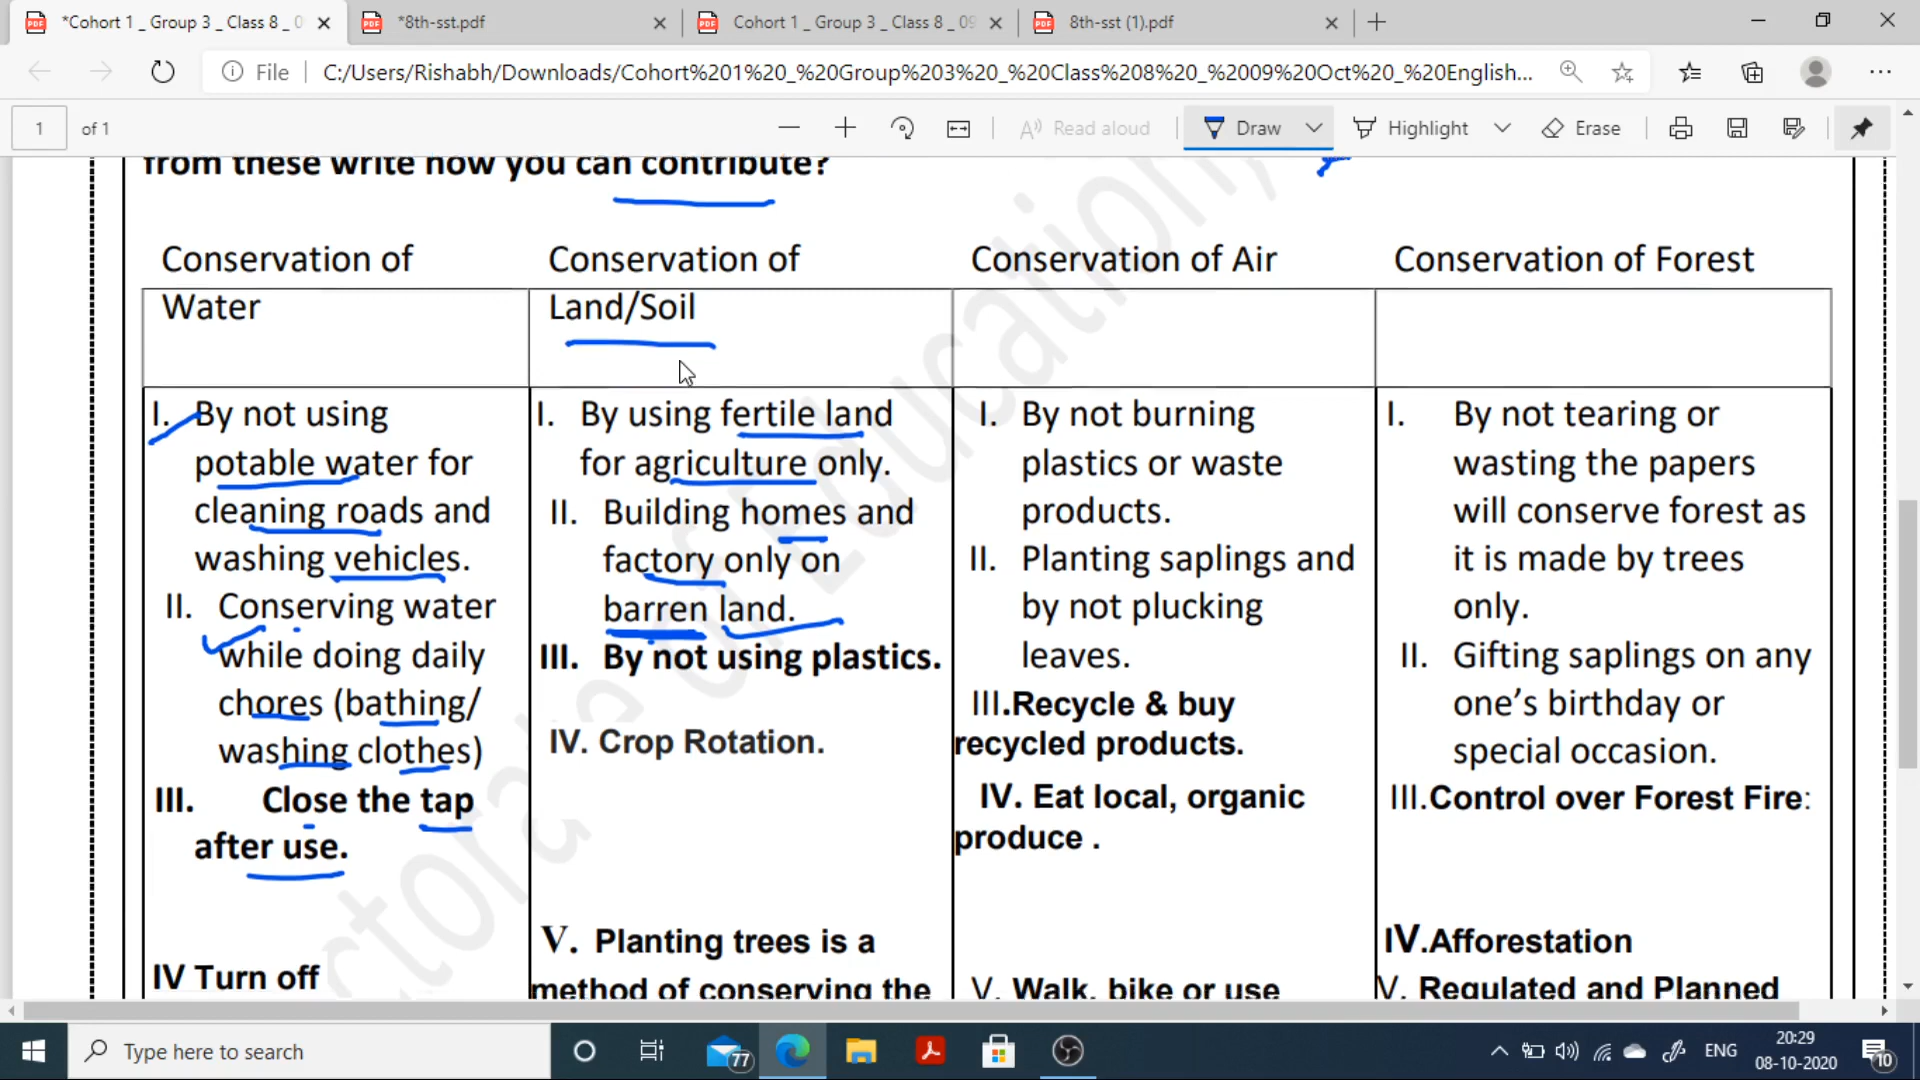 *Cohort 1 _ Group 3 _ Class 8 _ 09
*8th-sst.pdf
Cohort 1 _ Group 3 _ Class 8 _ 09
8th-sst (1).pdf
File
C:/Users/Rishabh/Downloads/Cohort%201%20_%20Group%203%20_%20Class%208%20_%2009%20Oct%20_%20English...
1
of 1
Read aloud
Draw
Highlight
Erase
from these write how you can contribute?
Conservation of Water
Conservation of Land/Soil
Conservation of Air
Conservation of Forest
I. By not using
potable water for
cleaning roads and
washing vehicles.
II. Conserving water
while doing daily
chores (bathing/
washing clothes)
III. Close the tap
after use.
IV Turn off
I. By using fertile land
for agriculture only.
II. Building homes and
factory only on
barren land.
III. By not using plastics.
IV. Crop Rotation.
V. Planting trees is a
method of conserving the
I. By not burning
plastics or waste
products.
II. Planting saplings and
by not plucking
leaves.
III.Recycle & buy
recycled products.
IV. Eat local, organic
produce .
V. Walk, bike or use
I. By not tearing or
wasting the papers
will conserve forest as
it is made by trees
only.
II. Gifting saplings on any
one's birthday or
special occasion.
III.Control over Forest Fire:
IV.Afforestation
V. Regulated and Planned
ctorate of Education,
Type here to search
77
ENG
20:29
08-10-2020
10